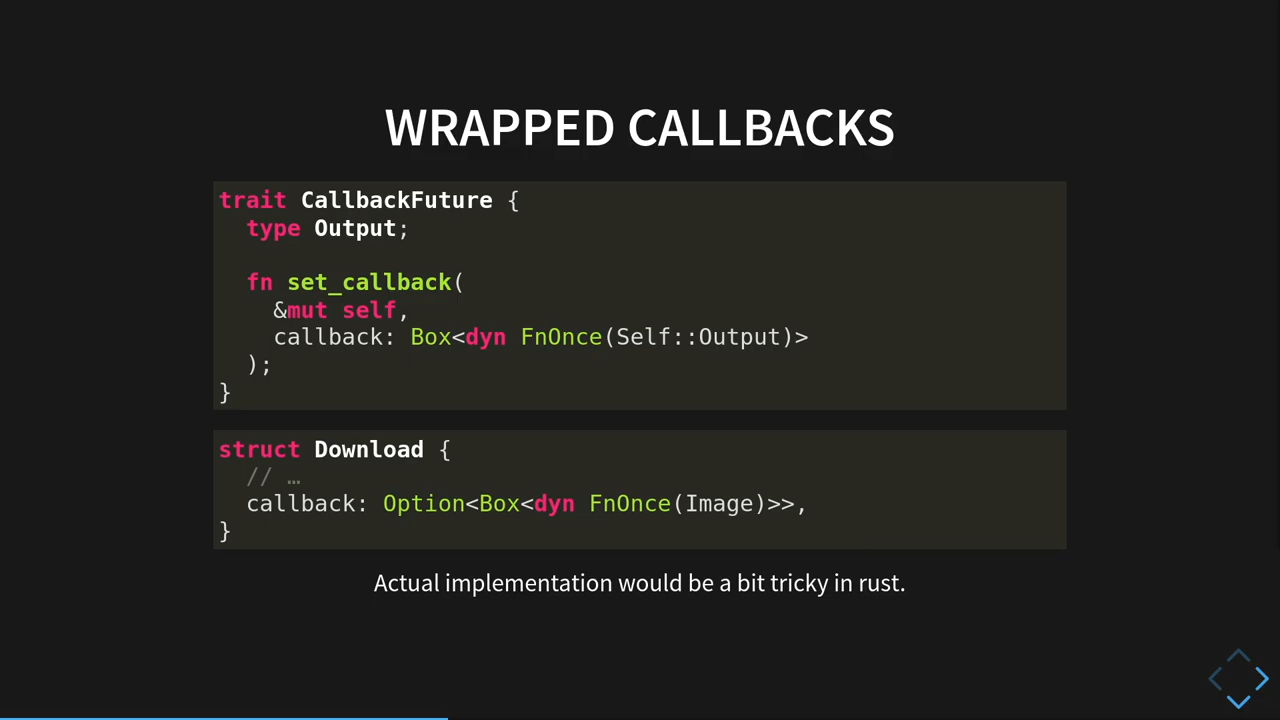 WRAPPED CALLBACKS
trait CallbackFuture {
  type Output;

  fn set_callback(
    &mut self,
    callback: Box<dyn FnOnce(Self::Output)>
  );
}
struct Download {
  // …
  callback: Option<Box<dyn FnOnce(Image)>>,
}
Actual implementation would be a bit tricky in rust.